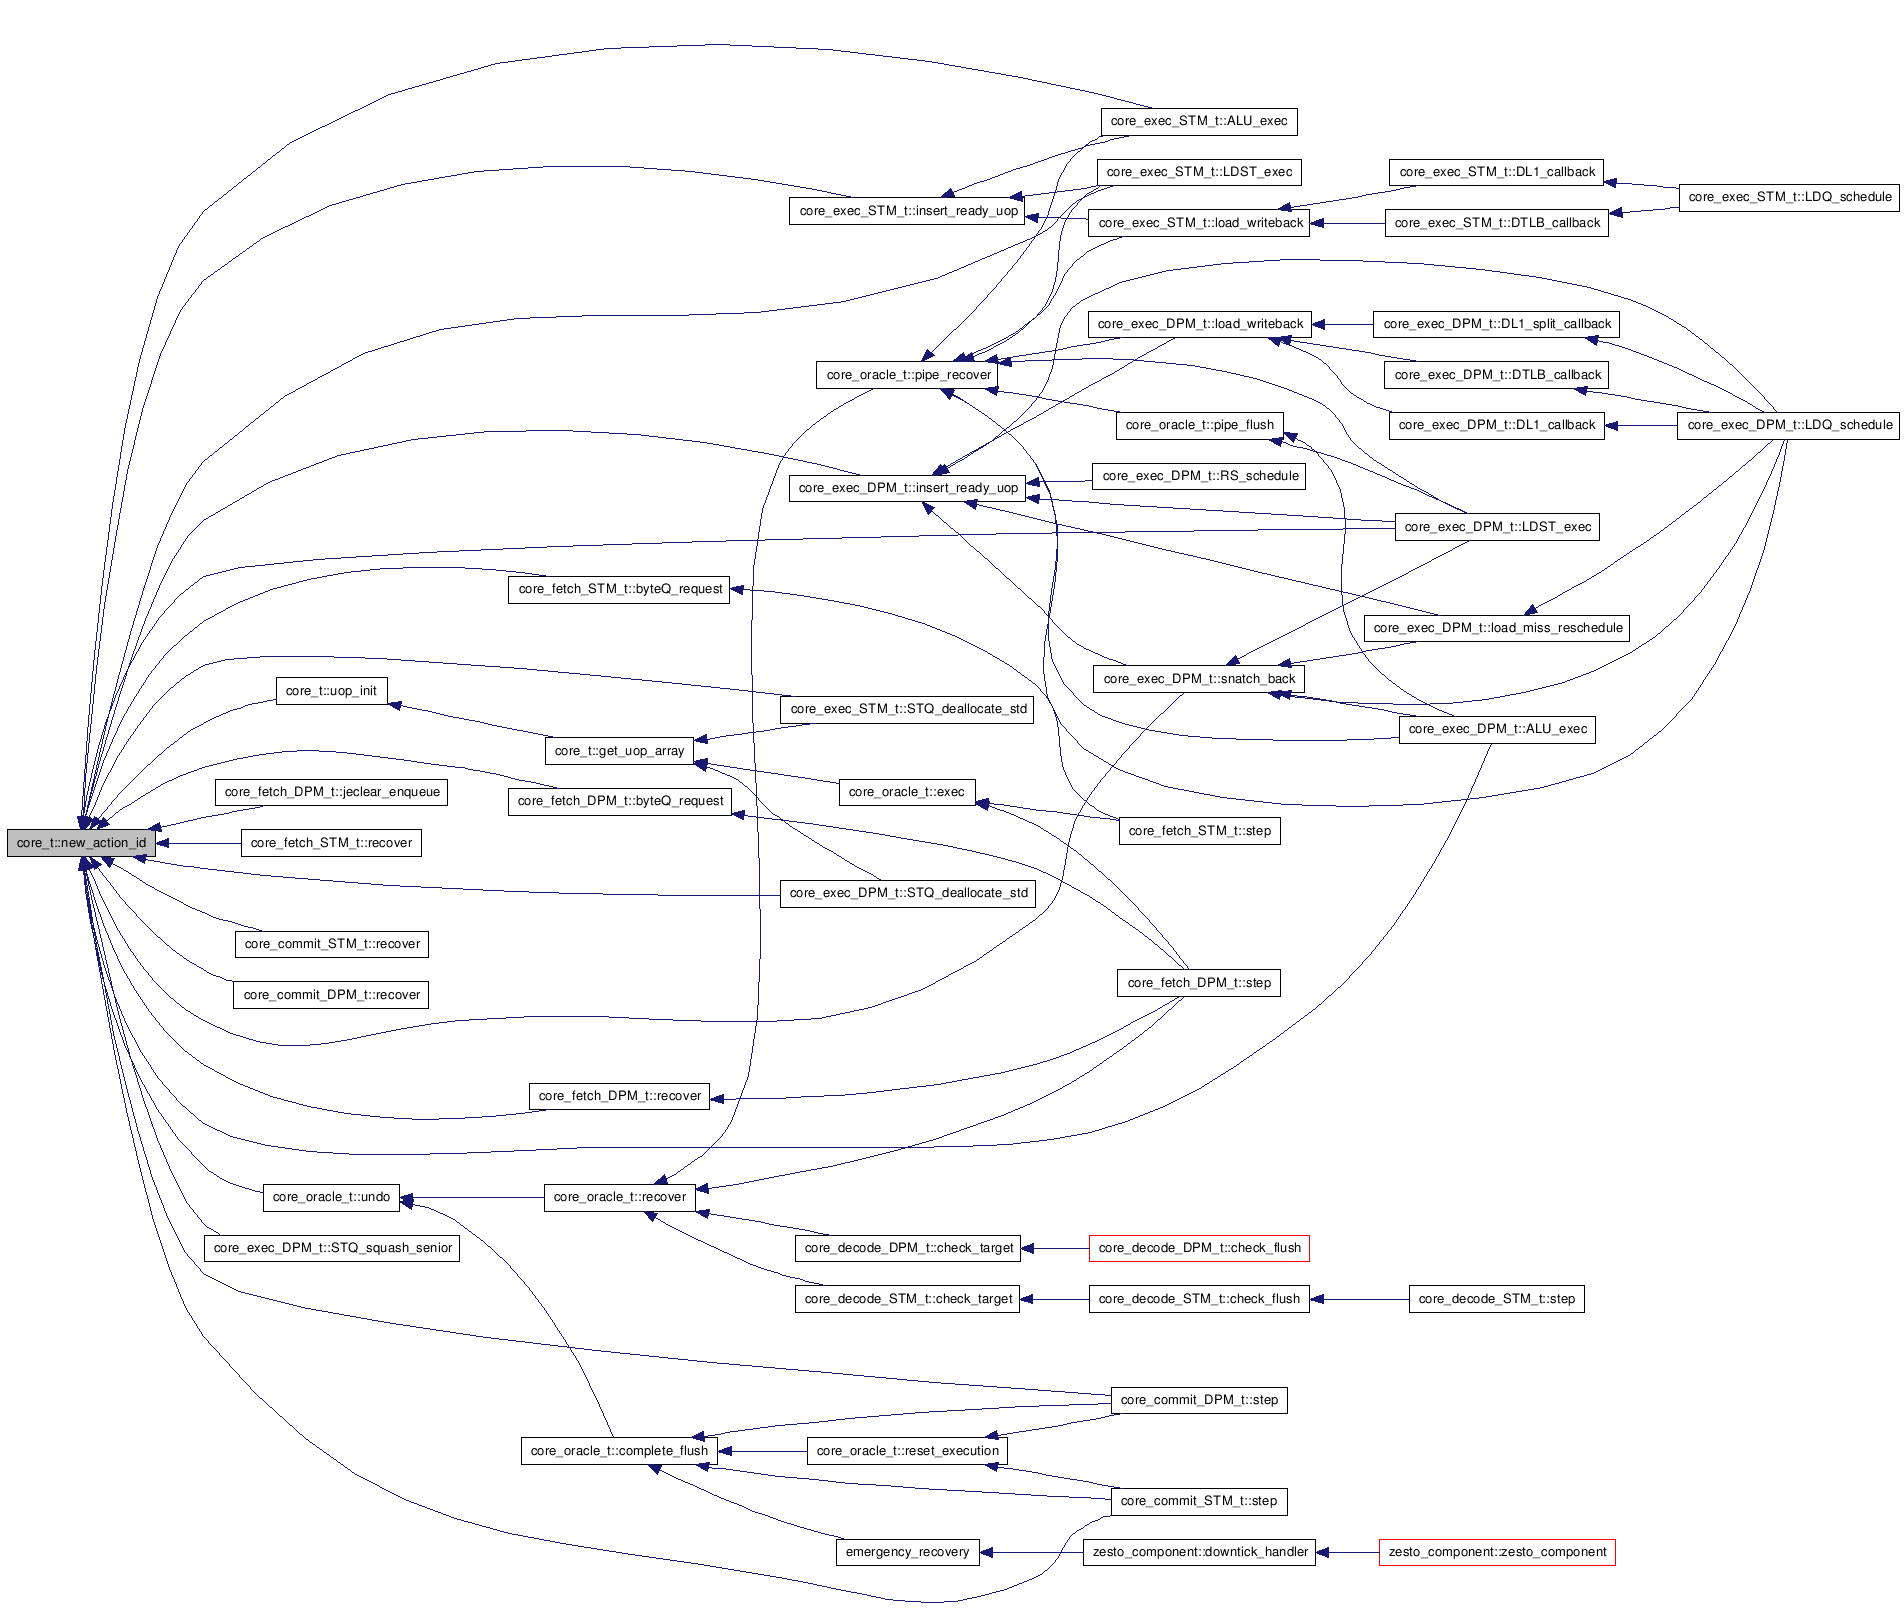 core_exec_STM_t::ALU_exec
core_exec_STM_t::LDST_exec
core_exec_STM_t::DL1_callback
core_exec_STM_t::LDQ_schedule
core_exec_STM_t::insert_ready_uop
core_exec_STM_t::load_writeback
core_exec_STM_t::DTLB_callback
core_exec_DPM_t::load_writeback
core_exec_DPM_t::DL1_split_callback
core_oracle_t::pipe_recover
core_exec_DPM_t::DTLB_callback
core_oracle_t::pipe_flush
core_exec_DPM_t::DL1_callback
core_exec_DPM_t::LDQ_schedule
core_exec_DPM_t::RS_schedule
core_exec_DPM_t::insert_ready_uop
core_exec_DPM_t::LDST_exec
core_fetch_STM_t::byteQ_request
core_exec_DPM_t::load_miss_reschedule
core_exec_DPM_t::snatch_back
core_t::uop_init
core_exec_STM_t::STQ_deallocate_std
core_exec_DPM_t::ALU_exec
core_t::get_uop_array
core_fetch_DPM_t::jeclear_enqueue
core_oracle_t::exec
core_fetch_DPM_t::byteQ_request
core_fetch_STM_t::step
core_t::new_action_id
core_fetch_STM_t::recover
core_exec_DPM_t::STQ_deallocate_std
core_commit_STM_t::recover
core_fetch_DPM_t::step
core_commit_DPM_t::recover
core_fetch_DPM_t::recover
core_oracle_t::undo
core_oracle_t::recover
core_exec_DPM_t::STQ_squash_senior
core_decode_DPM_t::check_target
core_decode_DPM_t::check_flush
core_decode_STM_t::check_target
core_decode_STM_t::check_flush
core_decode_STM_t::step
core_commit_DPM_t::step
core_oracle_t::complete_flush
core_oracle_t::reset_execution
core_commit_STM_t::step
emergency_recovery
zesto_component::downtick_handler
zesto_component::zesto_component